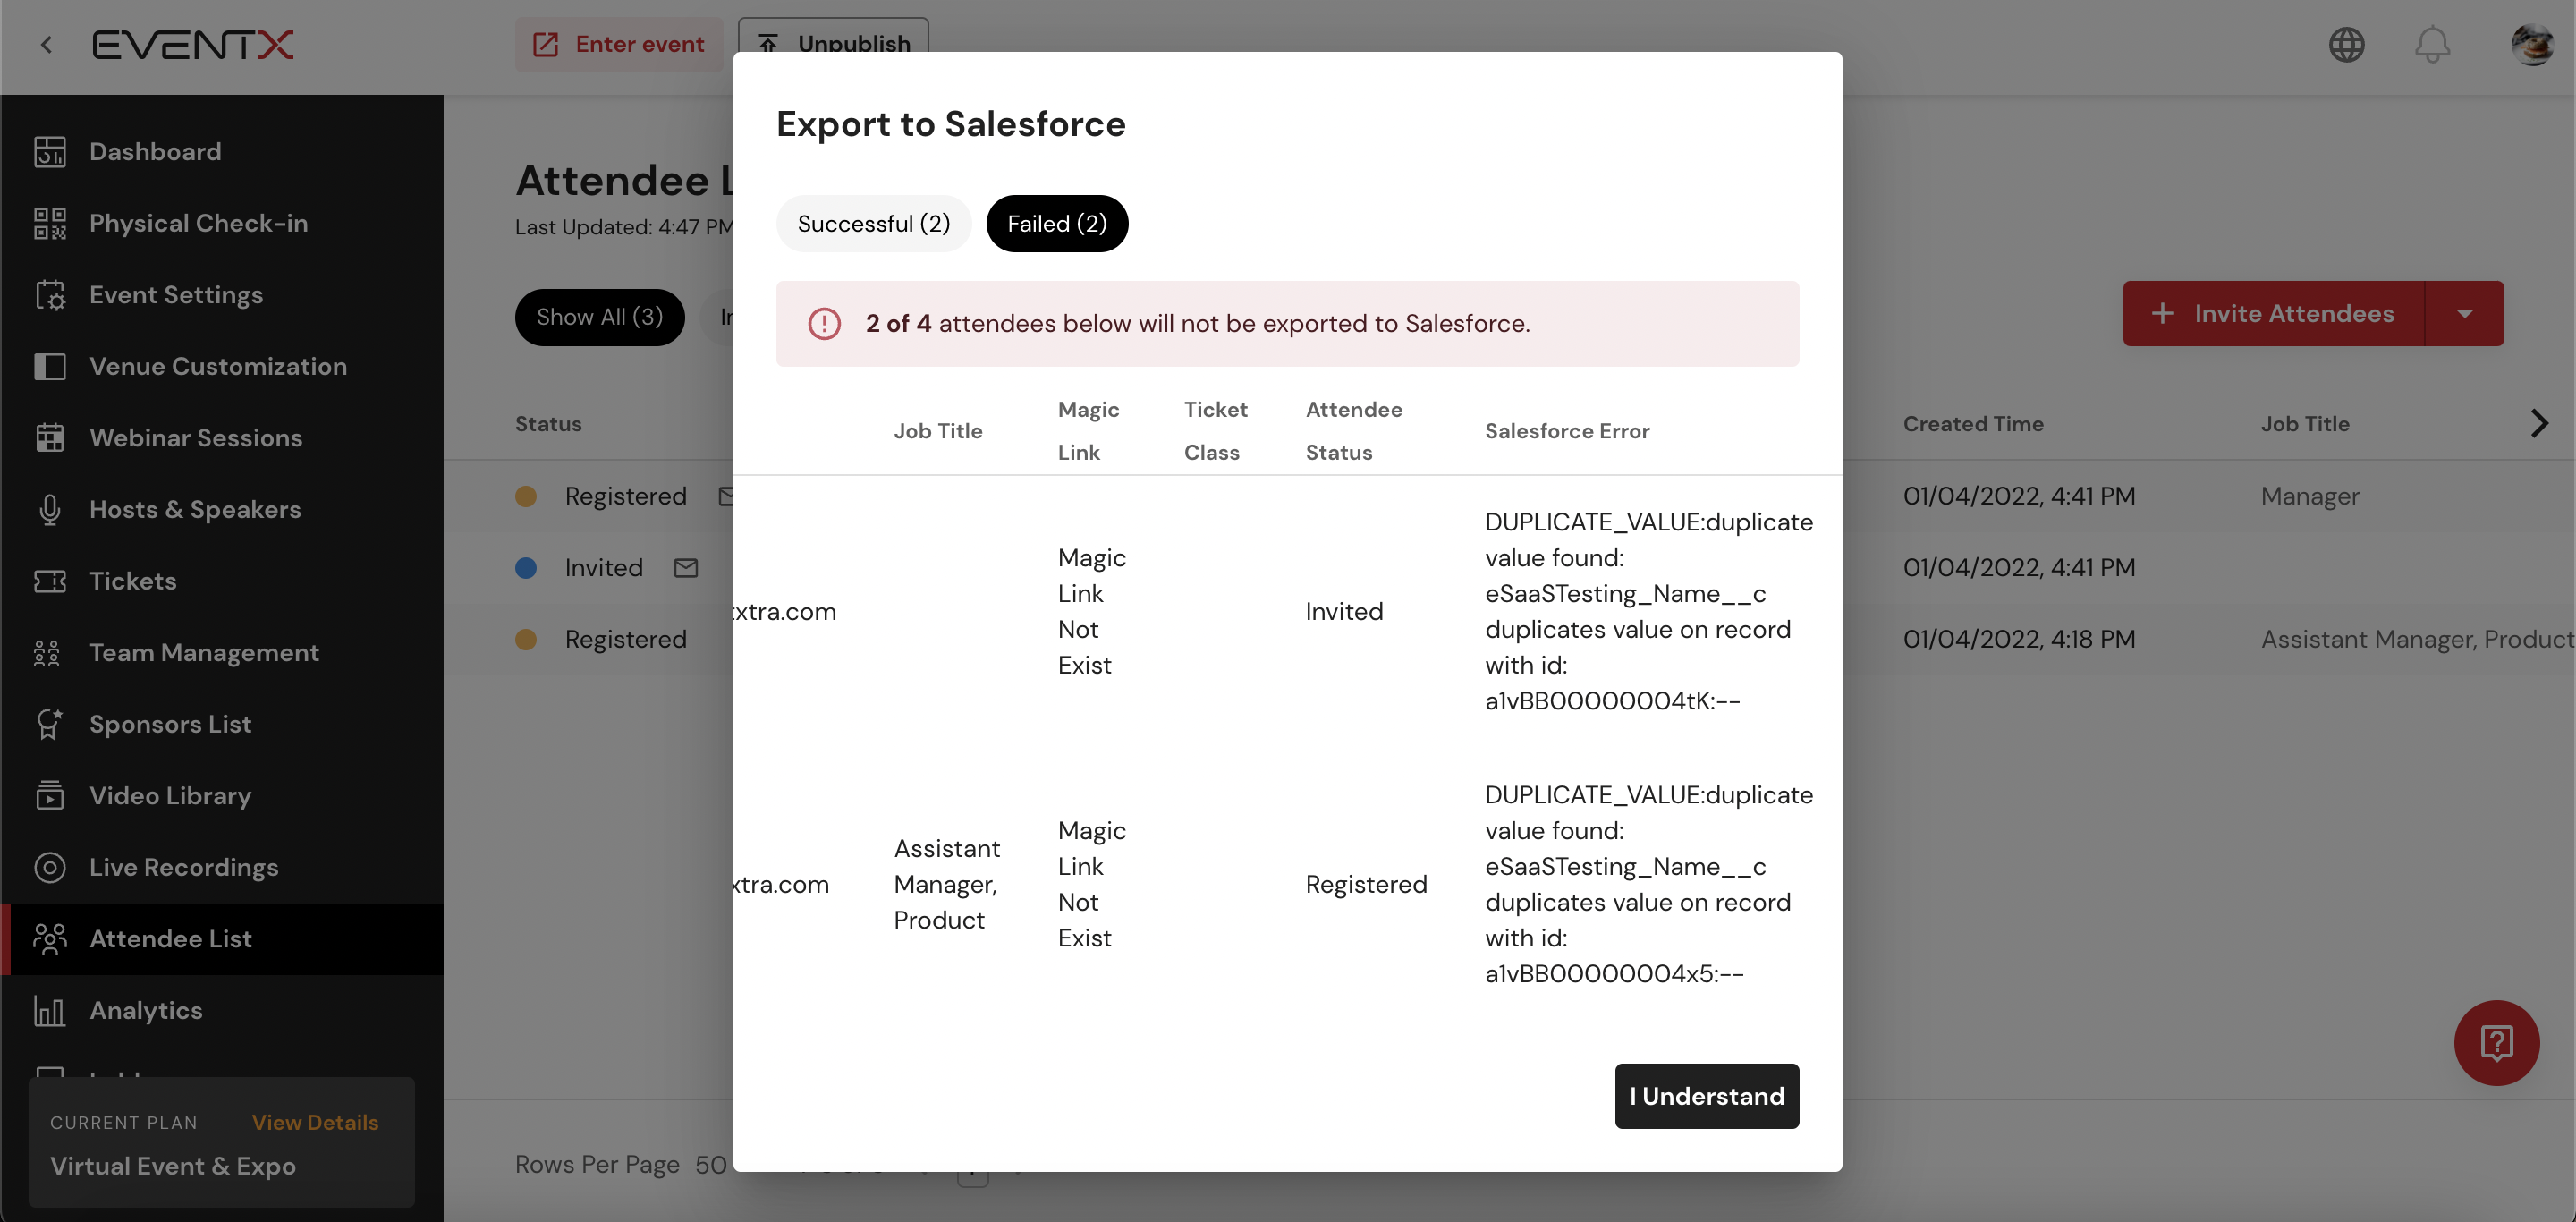 EVENTX
Enter event
Unpublish
Dashboard
Physical Check-in
Event Settings
Venue Customization
Webinar Sessions
Hosts & Speakers
Tickets
Team Management
Sponsors List
Video Library
Live Recordings
Attendee List
Analytics
CURRENT PLAN View Details
Virtual Event & Expo
Attendee L
Last Updated: 4:47 PM
Show All (3)
Invite Attendees
Status
Created Time
Job Title
Registered
01/04/2022, 4:41 PM
Manager
Invited
01/04/2022, 4:41 PM
Registered
01/04/2022, 4:18 PM
Assistant Manager, Product
Rows Per Page 50
Export to Salesforce
Successful (2)
Failed (2)
2 of 4 attendees below will not be exported to Salesforce.
Job Title
Magic
Link
Ticket
Class
Attendee
Status
Salesforce Error
xtra.com
Magic
Link
Not
Exist
Invited
DUPLICATE_VALUE:duplicate
value found:
eSaaSTesting_Name__c
duplicates value on record
with id:
a1vBB00000004tK:--
xtra.com
Assistant
Manager,
Product
Magic
Link
Not
Exist
Registered
DUPLICATE_VALUE:duplicate
value found:
eSaaSTesting_Name__c
duplicates value on record
with id:
a1vBB00000004x5:--
I Understand